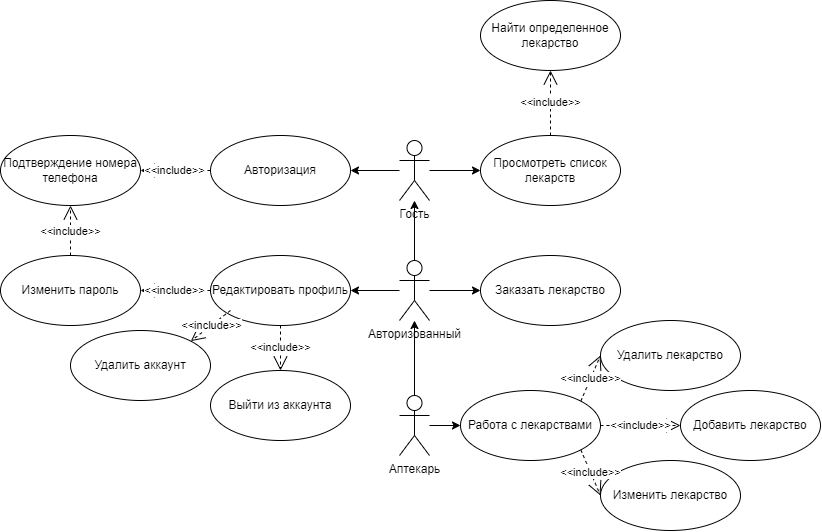 Найти определенное
лекарство
<<include>>
Подтверждение номера
телефона
<<include>>
Авторизация
Просмотреть список
лекарств
Гость
<<include>>
Изменить пароль
<<include>>
Редактировать профиль
Заказать лекарство
<<include>>
Авторизованный
<<include>>
Удалить аккаунт
Удалить лекарство
<<include>>
Выйти из аккаунта
Работа с лекарствами
<<include>>
Добавить лекарство
Аптекарь
<<include>>
Изменить лекарство